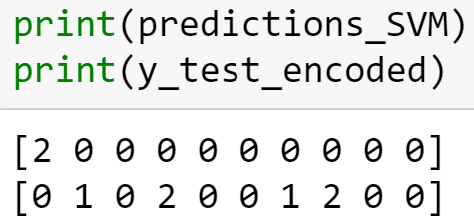 print(predictions_SVM)
print(y_test_encoded)
[2 0 0 0 0 0 0 0 0 0]
[0 1 0 2 0 0 1 2 0 0]